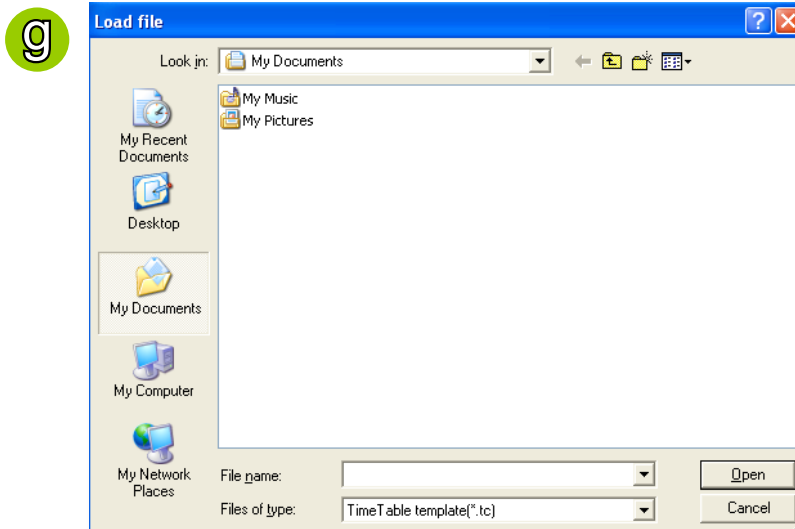 g
Load file
Look in: My Documents
My Music
My Pictures
My Recent
Documents
Desktop
My Documents
My Computer
My Network
Places
File name:
Open
Files of type: TimeTable template(*.tc)
Cancel